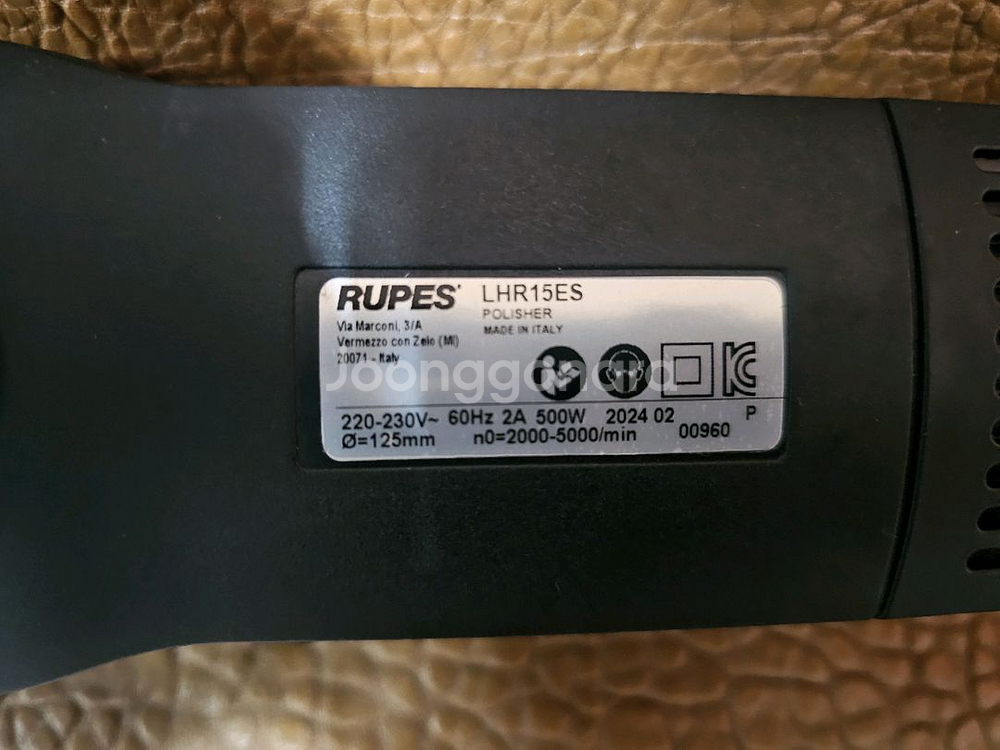 RUPES LHR15ES
POLISHER
MADE IN ITALY
Via Marconi, 3/A
Vermezzo con Zelo (MI)
20071 - Italy
Joonggonara
220-230V~ 60Hz 2A 500W 2024 02 P
Ø=125mm n0=2000-5000/min 00960